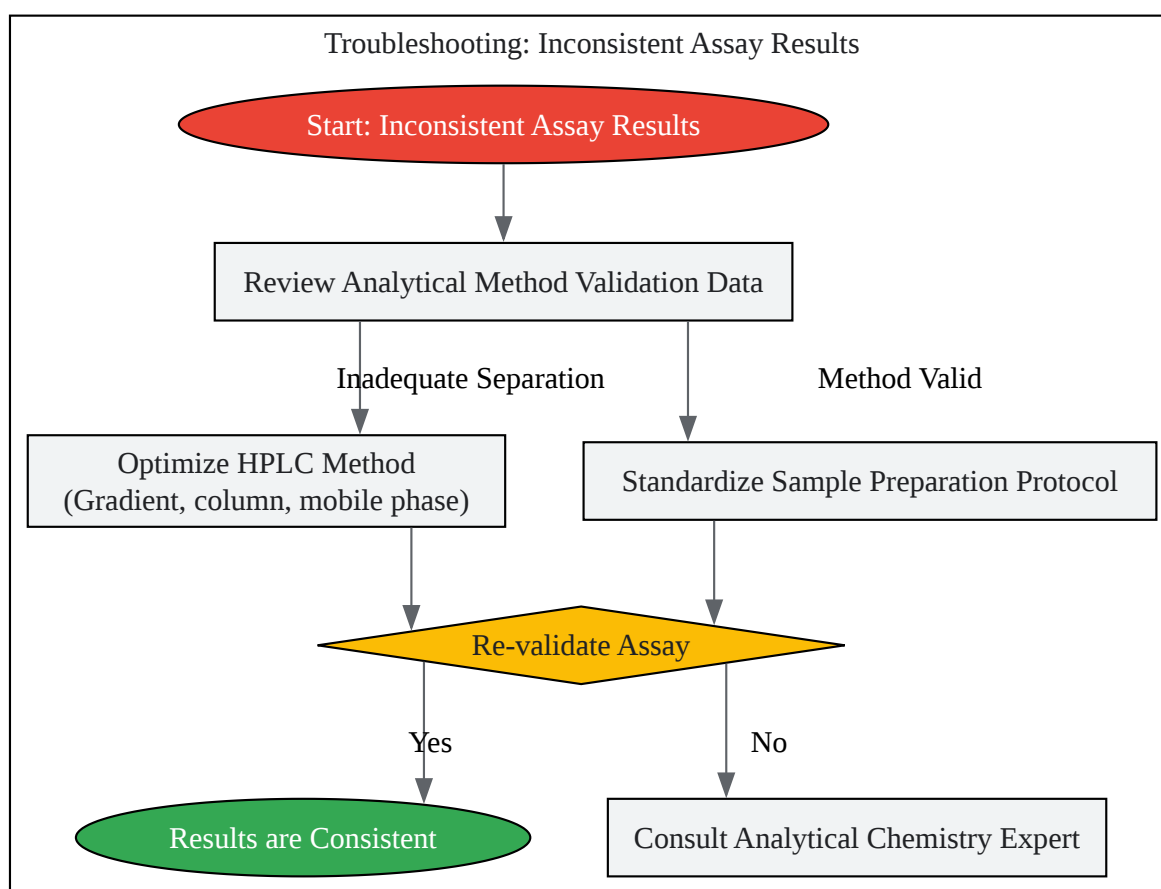 Troubleshooting: Inconsistent Assay Results
Start: Inconsistent Assay Results
Review Analytical Method Validation Data
Inadequate Separation
Method Valid
Optimize HPLC Method
(Gradient, column, mobile phase)
Standardize Sample Preparation Protocol
Re-validate Assay
Yes
No
Results are Consistent
Consult Analytical Chemistry Expert